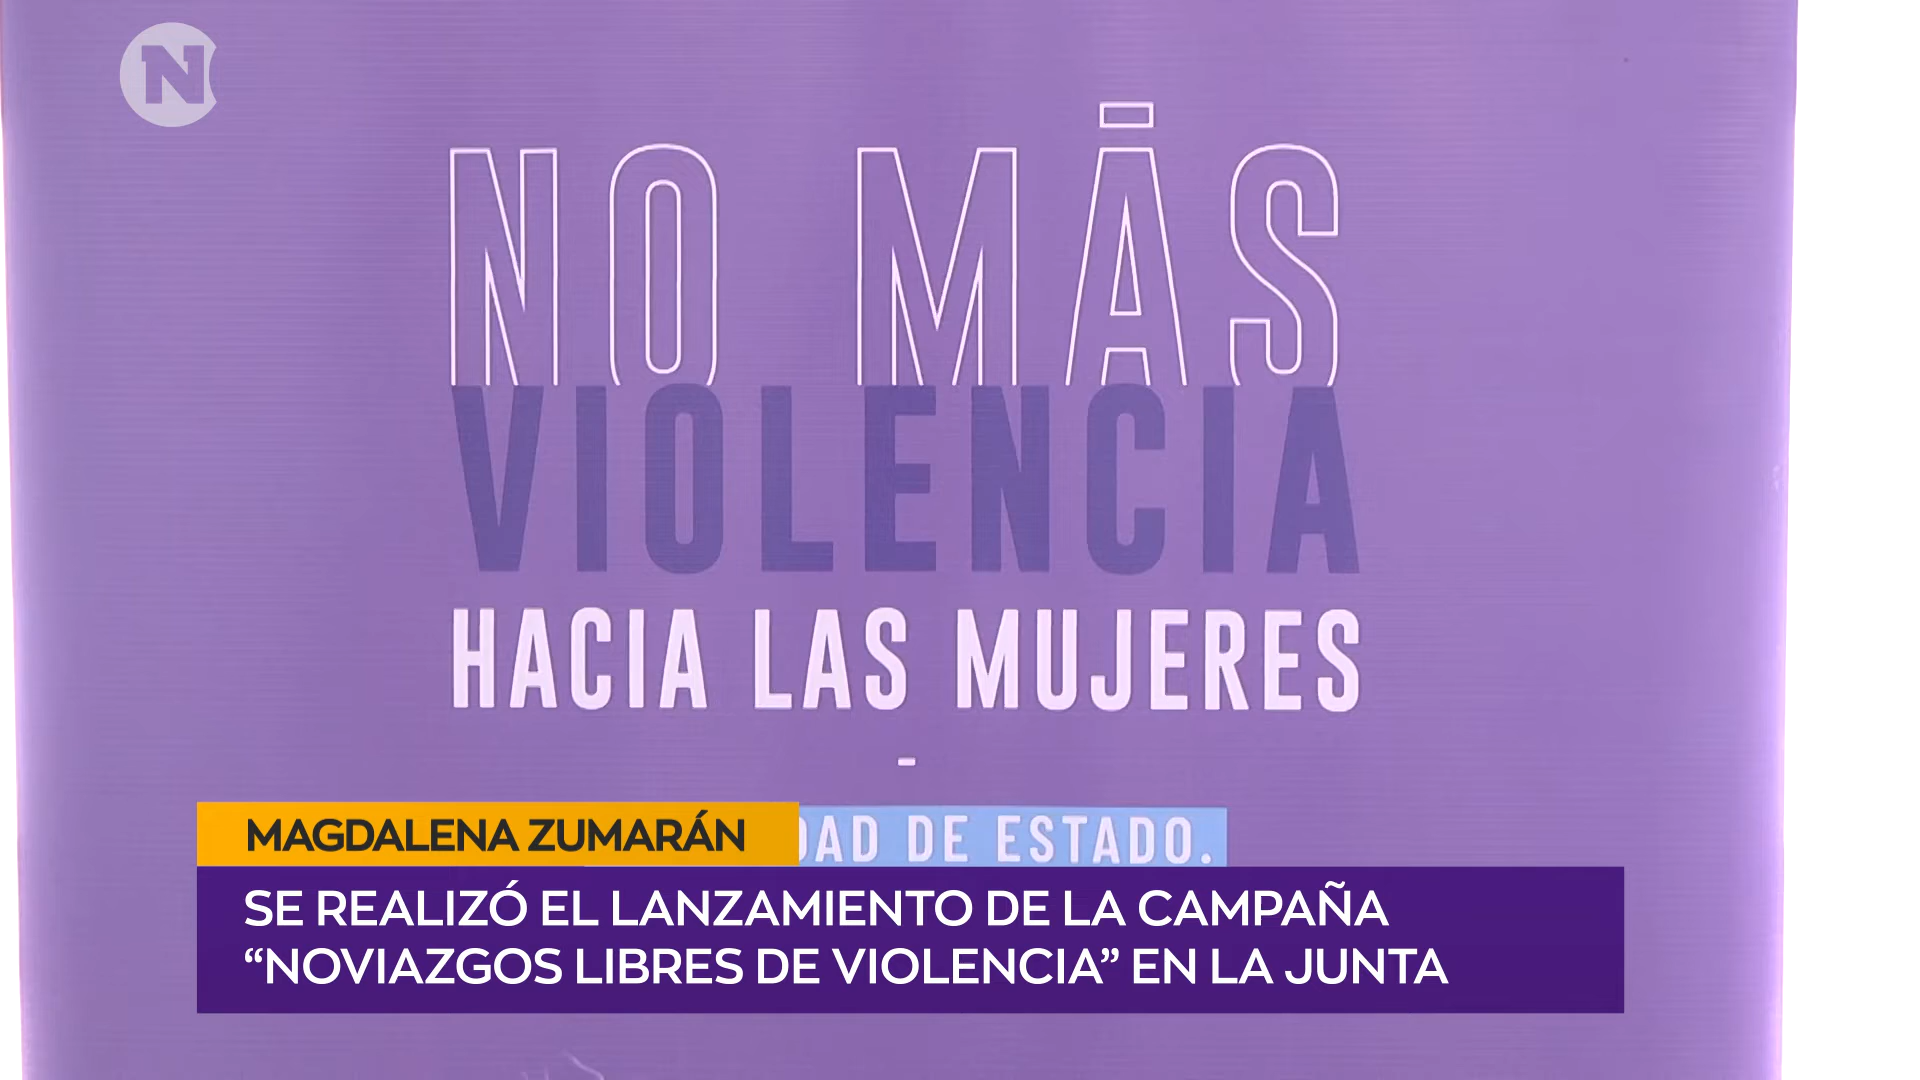 N
NO MÁS
VIOLENCIA
HACIA LAS MUJERES
-
DAD DE ESTADO.
MAGDALENA ZUMARÁN
SE REALIZÓ EL LANZAMIENTO DE LA CAMPAÑA
“NOVIAZGOS LIBRES DE VIOLENCIA” EN LA JUNTA